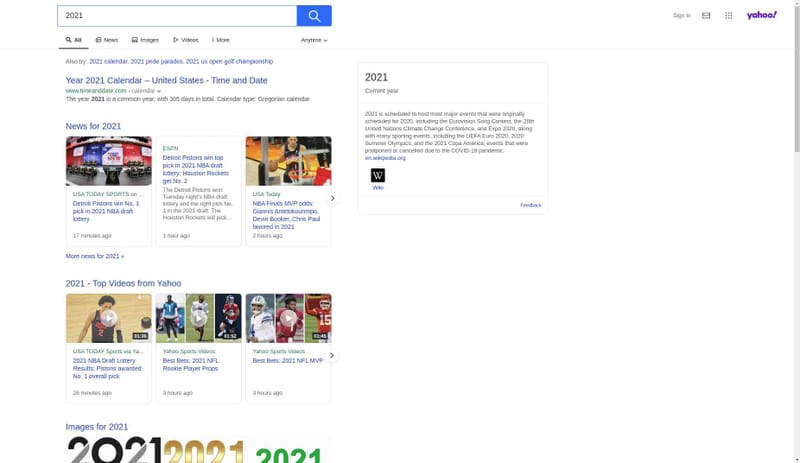 2021
Sign in
yahoo!
All
News
Images
Videos
More
Anytime
Also try: 2021 calendar, 2021 pride parades, 2021 us open golf championship
Year 2021 Calendar – United States - Time and Date
www.timeanddate.com › calendar
The year 2021 is a common year, with 365 days in total. Calendar type: Gregorian calendar
News for 2021
USA TODAY SPORTS on ...
Detroit Pistons win No. 1
pick in 2021 NBA draft
lottery
17 minutes ago
ESPN
Detroit Pistons win top
pick in 2021 NBA draft
lottery; Houston Rockets
get No. 2
The Detroit Pistons won
Tuesday night's NBA draft
lottery and the right pick No.
1 in the 2021 draft. The
Houston Rockets will pick...
1 hour ago
USA Today
NBA Finals MVP odds:
Giannis Antetokounmpo,
Devin Booker, Chris Paul
favored in 2021
2 hours ago
More news for 2021 »
2021 - Top Videos from Yahoo
01:36
USA TODAY Sports via Ya...
2021 NBA Draft Lottery
Results: Pistons awarded
No. 1 overall pick
26 minutes ago
01:52
Yahoo Sports Videos
Best Bets: 2021 NFL
Rookie Player Props
3 hours ago
15
01:45
Yahoo Sports Videos
Best Bets: 2021 NFL MVP
3 hours ago
Images for 2021
2021
2021
2021
2021
Current year
2021 is scheduled to host most major events that were originally
scheduled for 2020, including the Eurovision Song Contest, the 26th
United Nations Climate Change Conference, and Expo 2020, along
with many sporting events, including the UEFA Euro 2020, 2020
Summer Olympics, and the 2021 Copa América; events that were
postponed or canceled due to the COVID-19 pandemic.
en.wikipedia.org
W
Wiki
Feedback